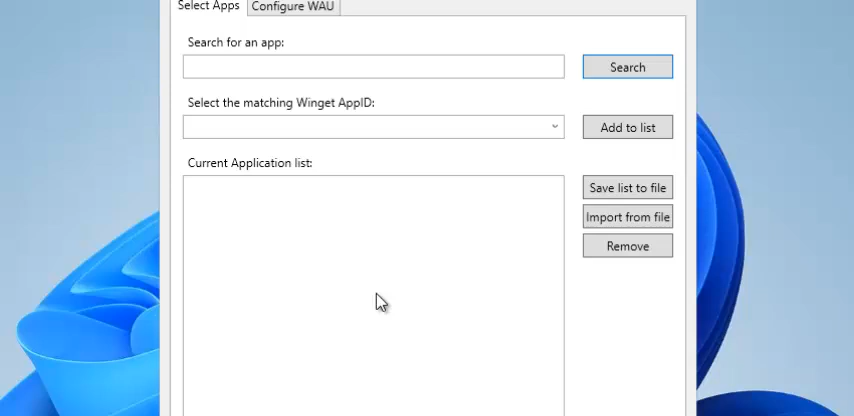 Select Apps
Configure WAU
Search for an app:
Search
Select the matching Winget AppID:
Add to list
Current Application list:
Save list to file
Import from file
Remove